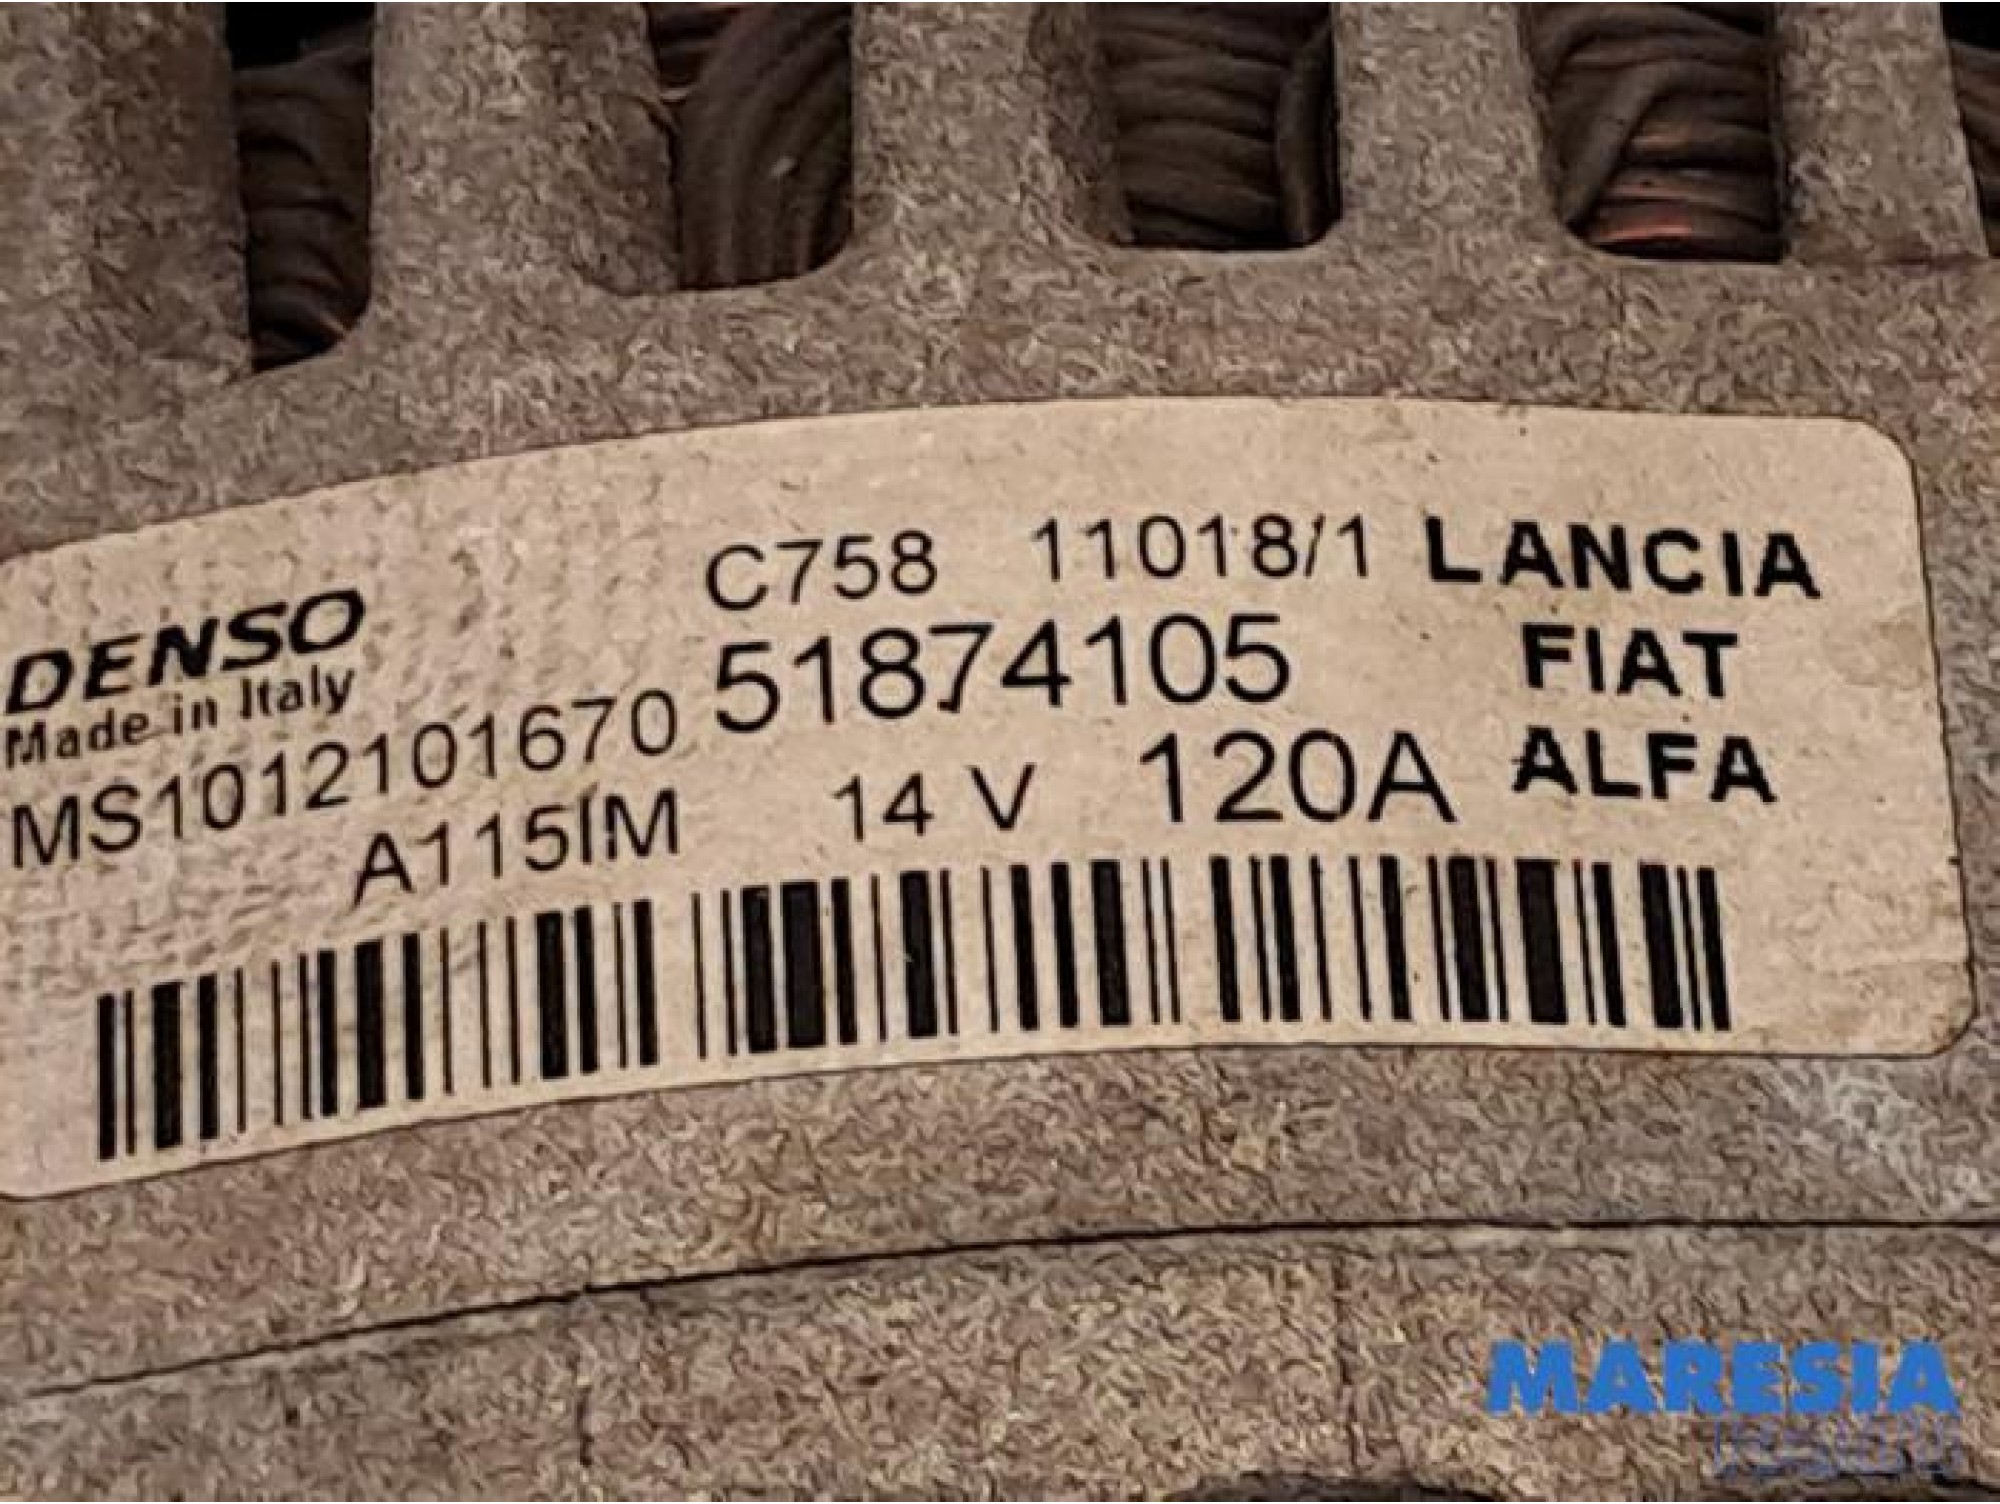 C758 11018/1 LANCIA
DENSO 51874105 FIAT
Made in Italy
MS1012101670 14 V 120A ALFA
A115IM
MARESIA